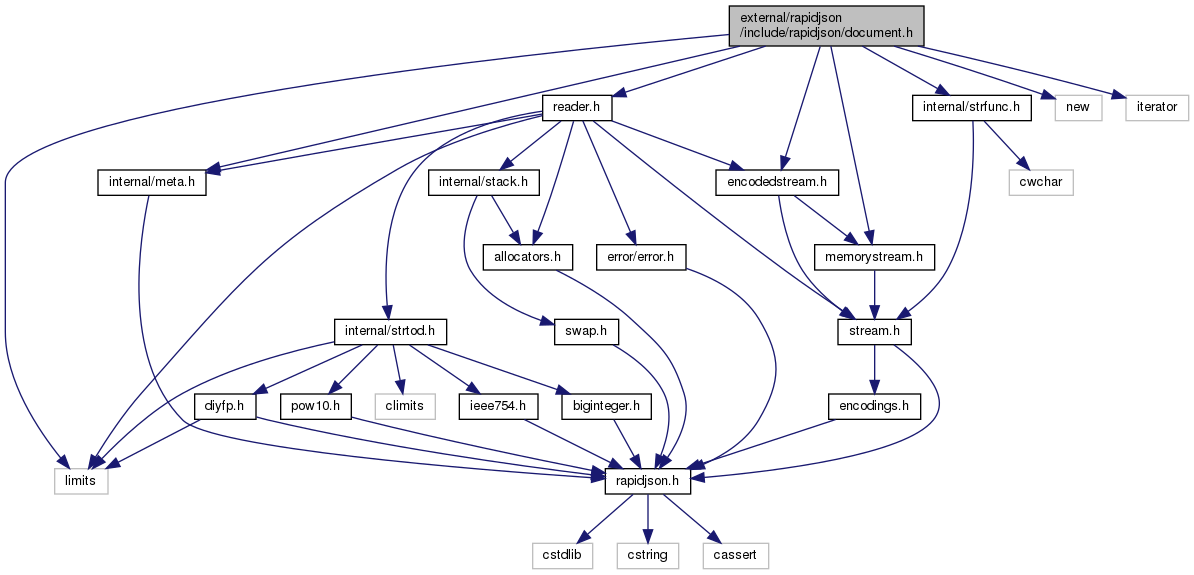 external/rapidjson
/include/rapidjson/document.h
reader.h
internal/strfunc.h
new
iterator
internal/meta.h
internal/stack.h
encodedstream.h
cwchar
allocators.h
error/error.h
memorystream.h
internal/strtod.h
swap.h
stream.h
diyfp.h
pow10.h
climits
ieee754.h
biginteger.h
encodings.h
limits
rapidjson.h
cstdlib
cstring
cassert